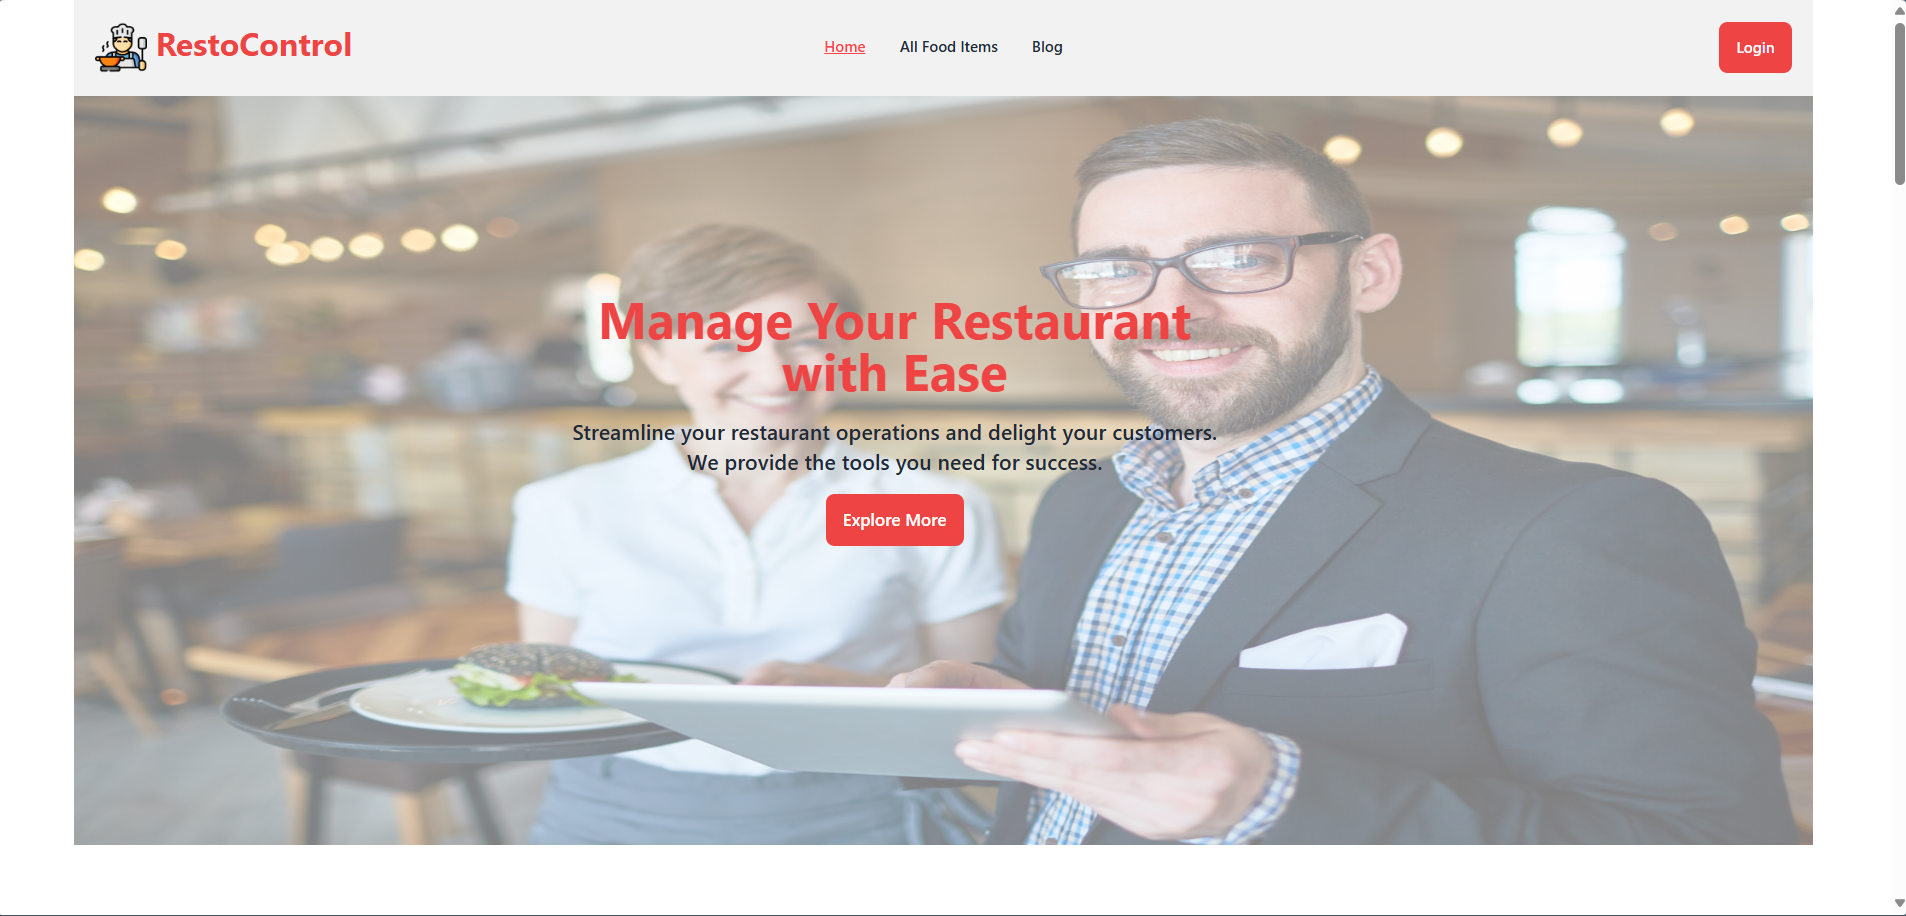 RestoControl
Home
All Food Items
Blog
Login
Manage Your Restaurant
with Ease
Streamline your restaurant operations and delight your customers.
We provide the tools you need for success.
Explore More